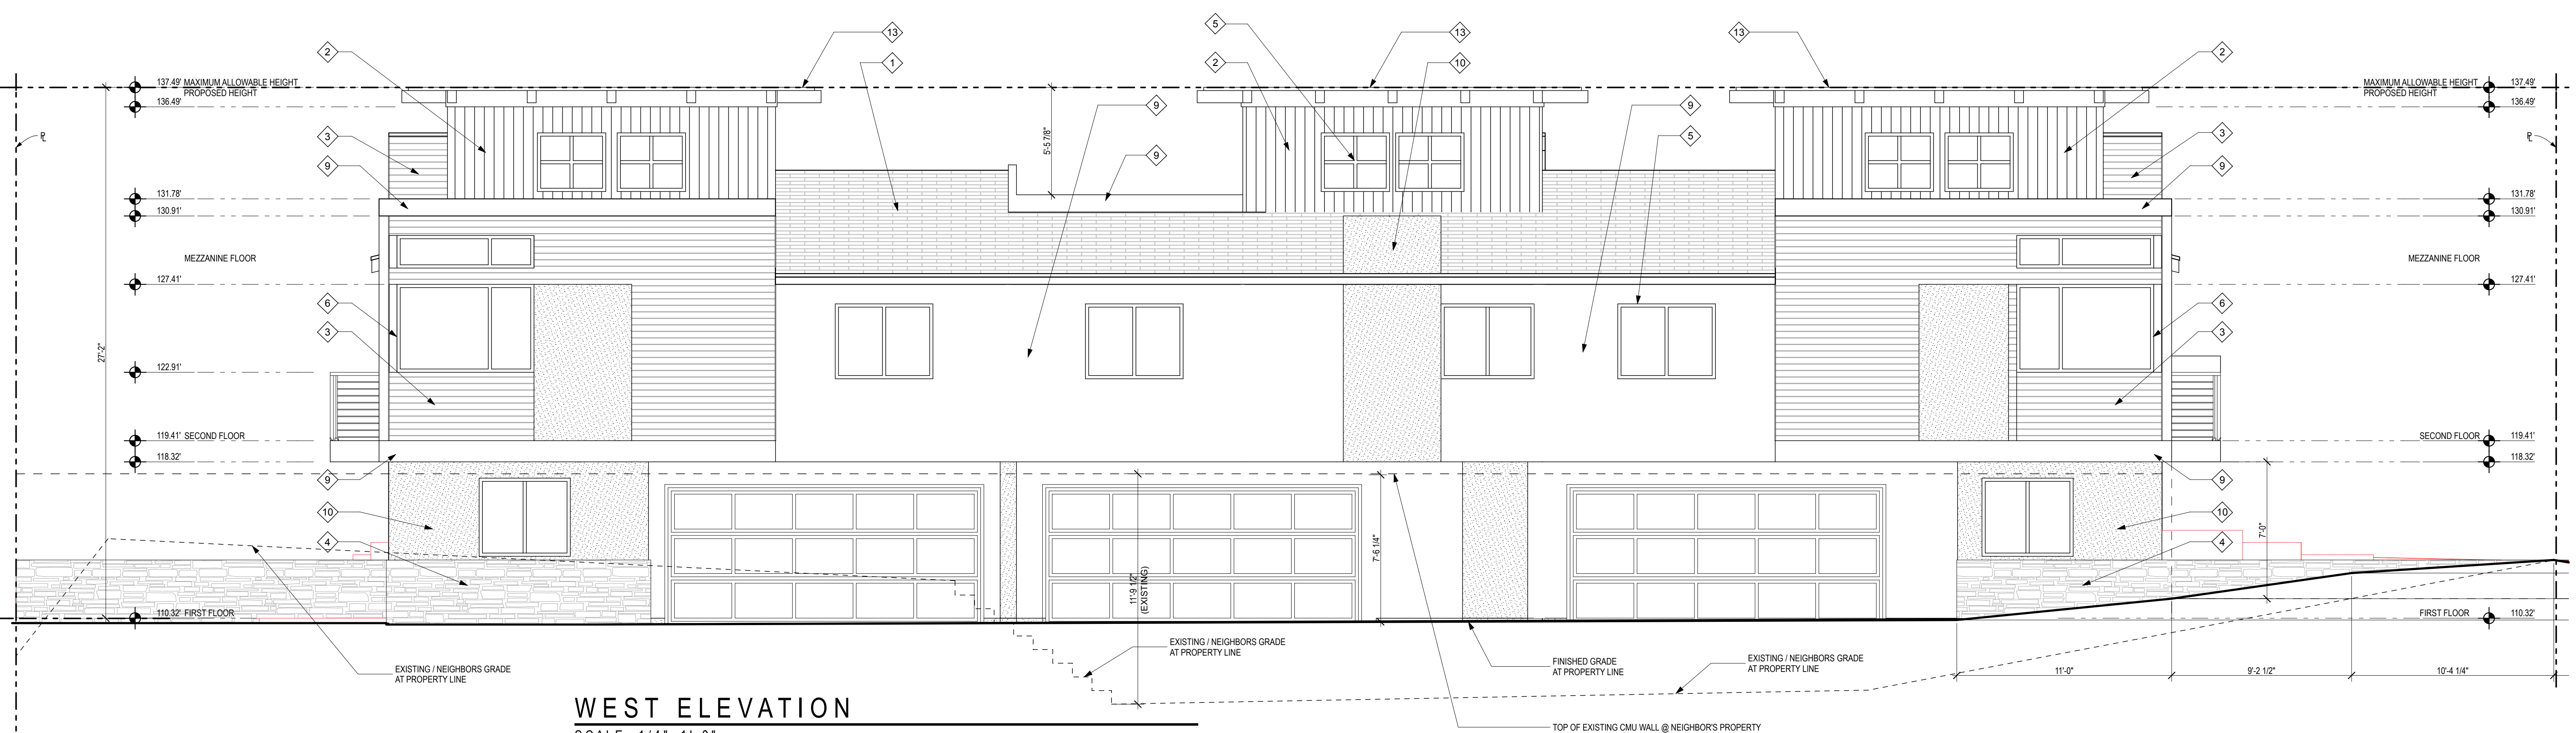 2
13
1
5
2
13
10
13
2
137.49' MAXIMUM ALLOWABLE HEIGHT
PROPOSED HEIGHT
136.49'
MAXIMUM ALLOWABLE HEIGHT 137.49'
PROPOSED HEIGHT
136.49'
9
5'-5 7/8"
9
5
3
9
9
3
9
131.78'
130.91'
131.78'
130.91'
10
MEZZANINE FLOOR
127.41'
MEZZANINE FLOOR
127.41'
6
3
9
5
9
6
3
27'-2"
122.91'
119.41' SECOND FLOOR
118.32'
SECOND FLOOR 119.41'
118.32'
9
10
4
9
10
4
11'-9 1/2"
(EXISTING)
7'-6 1/4"
7'-0"
110.32' FIRST FLOOR
FIRST FLOOR 110.32'
EXISTING / NEIGHBORS GRADE
AT PROPERTY LINE
EXISTING / NEIGHBORS GRADE
AT PROPERTY LINE
FINISHED GRADE
AT PROPERTY LINE
EXISTING / NEIGHBORS GRADE
AT PROPERTY LINE
11'-0"
9'-2 1/2"
10'-4 1/4"
WEST ELEVATION
TOP OF EXISTING CMU WALL @ NEIGHBOR'S PROPERTY